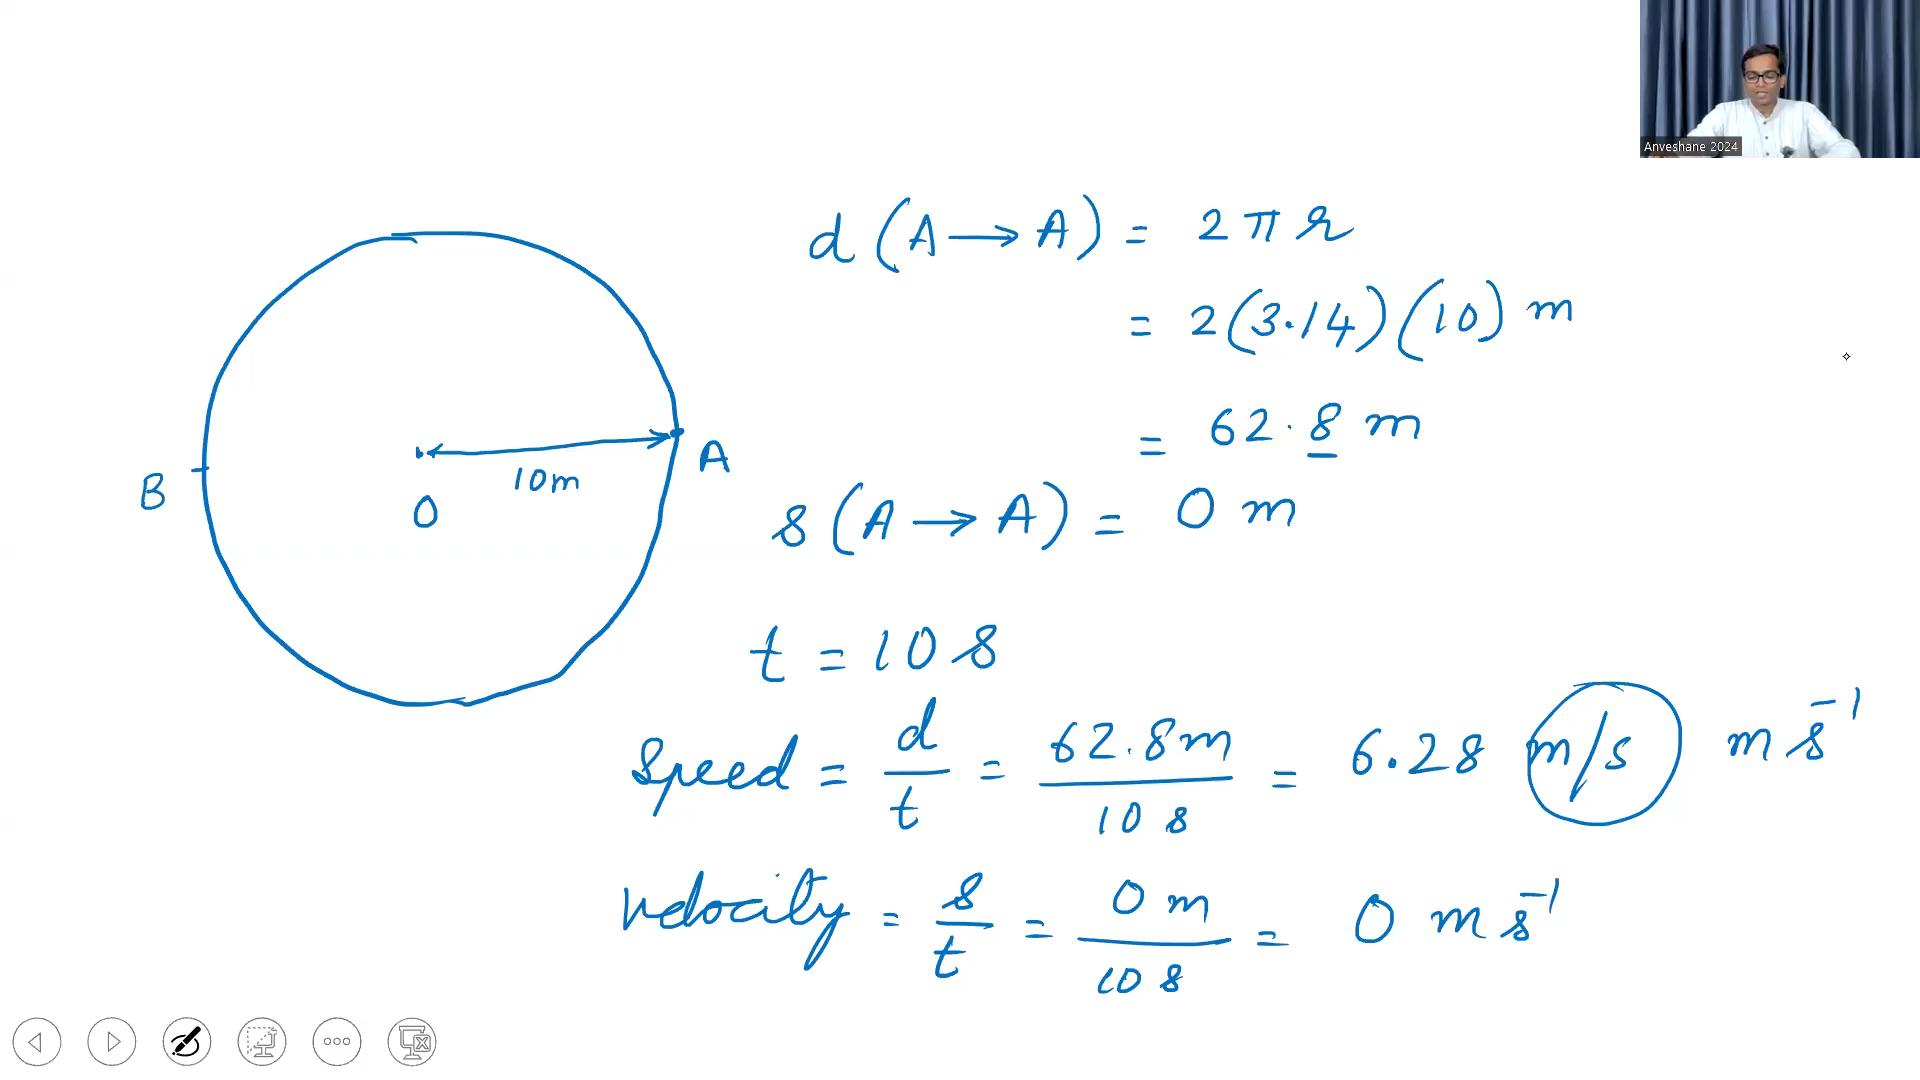 Anveshane 2024
d (A → A) = 2πr
= 2(3.14)(10) m
= 62.8 m
s (A → A) = 0 m
B
O
10m
A
t = 10 s
Speed = d/t = 62.8m/10 s = 6.28 m/s m s⁻¹
velocity = s/t = 0 m/10 s = 0 m s⁻¹